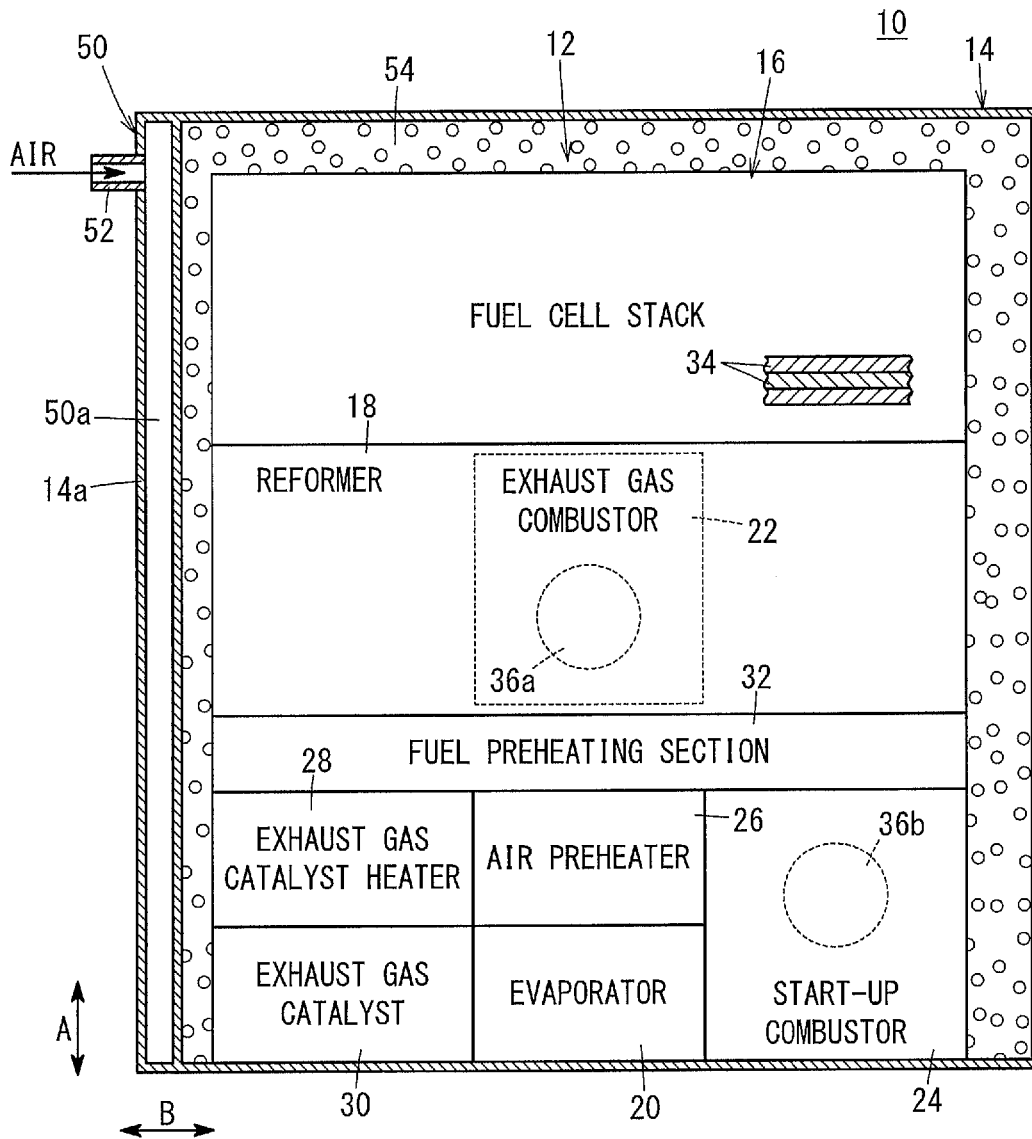 10
50
54
12
16
14
AIR
52
FUEL CELL STACK
34
50a
18
14a
REFORMER
EXHAUST GAS
COMBUSTOR
22
36a
32
FUEL PREHEATING SECTION
28
26
36b
EXHAUST GAS
CATALYST HEATER
AIR PREHEATER
EXHAUST GAS
CATALYST
EVAPORATOR
START-UP
COMBUSTOR
A
B
30
20
24